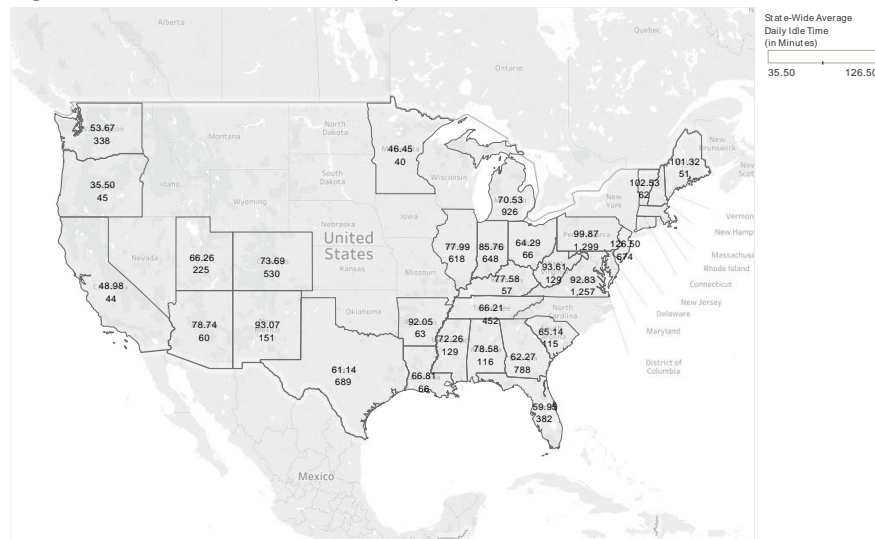 State-Wide Average
Daily Idle Time
(in Minutes)
35.50 126.50
Alberta
Quebec
Ontario
53.67
338
Montana
North
Dakota
46.45
40
New
Brunswick
101.32
51
35.50
45
Idaho
South
Dakota
Wisconsin
102.53
62
Wyoming
70.53
926
New
York
Vermon
Nebraska
Iowa
99.87
1,299
126.50
674
New Hamp
Nevada
66.26
225
73.69
530
United
States
Kansas
Missouri
77.99
618
85.76
648
64.29
66
93.61
129
92.83
1,257
Massachuse
Rhode Island
Connecticut
48.98
44
77.58
57
New Jersey
Delaware
Maryland
78.74
60
93.07
151
Oklahoma
66.21
452
North
Carolina
92.05
63
72.26
129
78.58
116
62.27
788
65.14
115
District of
Columbia
61.14
689
66.81
66
59.95
382
Mexico